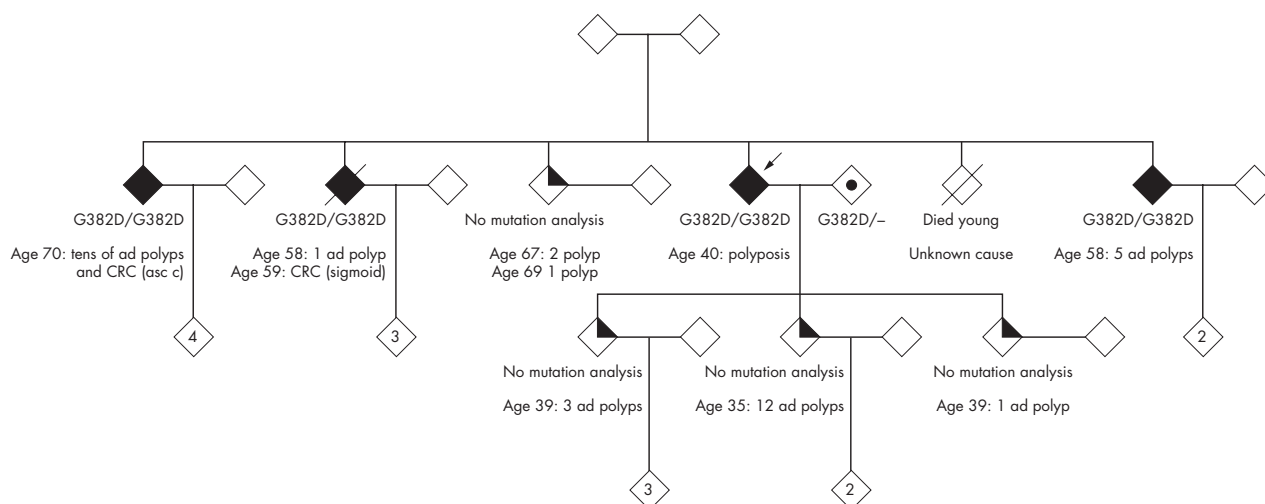 G382D/G382D
Age 70: tens of ad polyps
and CRC (asc c)
G382D/G382D
Age 58: 1 ad polyp
Age 59: CRC (sigmoid)
No mutation analysis
Age 67: 2 polyp
Age 69 1 polyp
G382D/G382D
Age 40: polyposis
G382D/–
Died young
Unknown cause
G382D/G382D
Age 58: 5 ad polyps
4
3
No mutation analysis
Age 39: 3 ad polyps
No mutation analysis
Age 35: 12 ad polyps
No mutation analysis
Age 39: 1 ad polyp
2
3
2